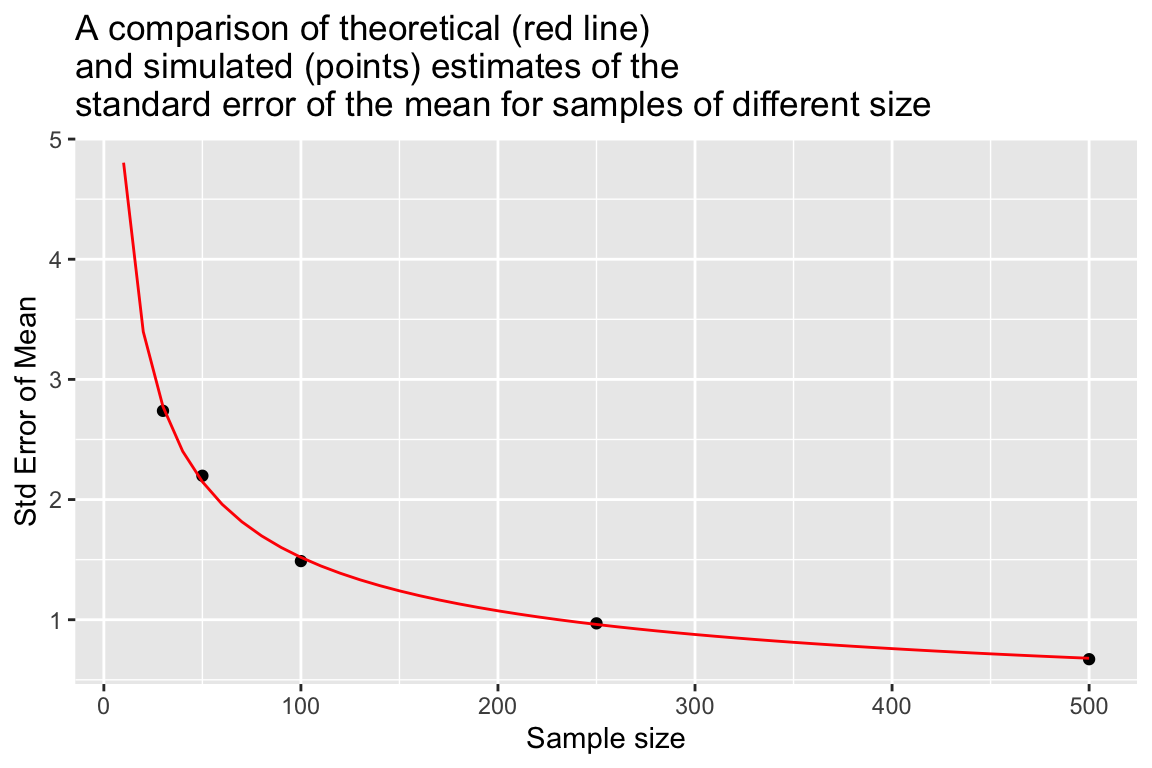 A comparison of theoretical (red line)
and simulated (points) estimates of the
standard error of the mean for samples of different size
5
4
3
2
1
Std Error of Mean
0 100 200 300 400 500
Sample size